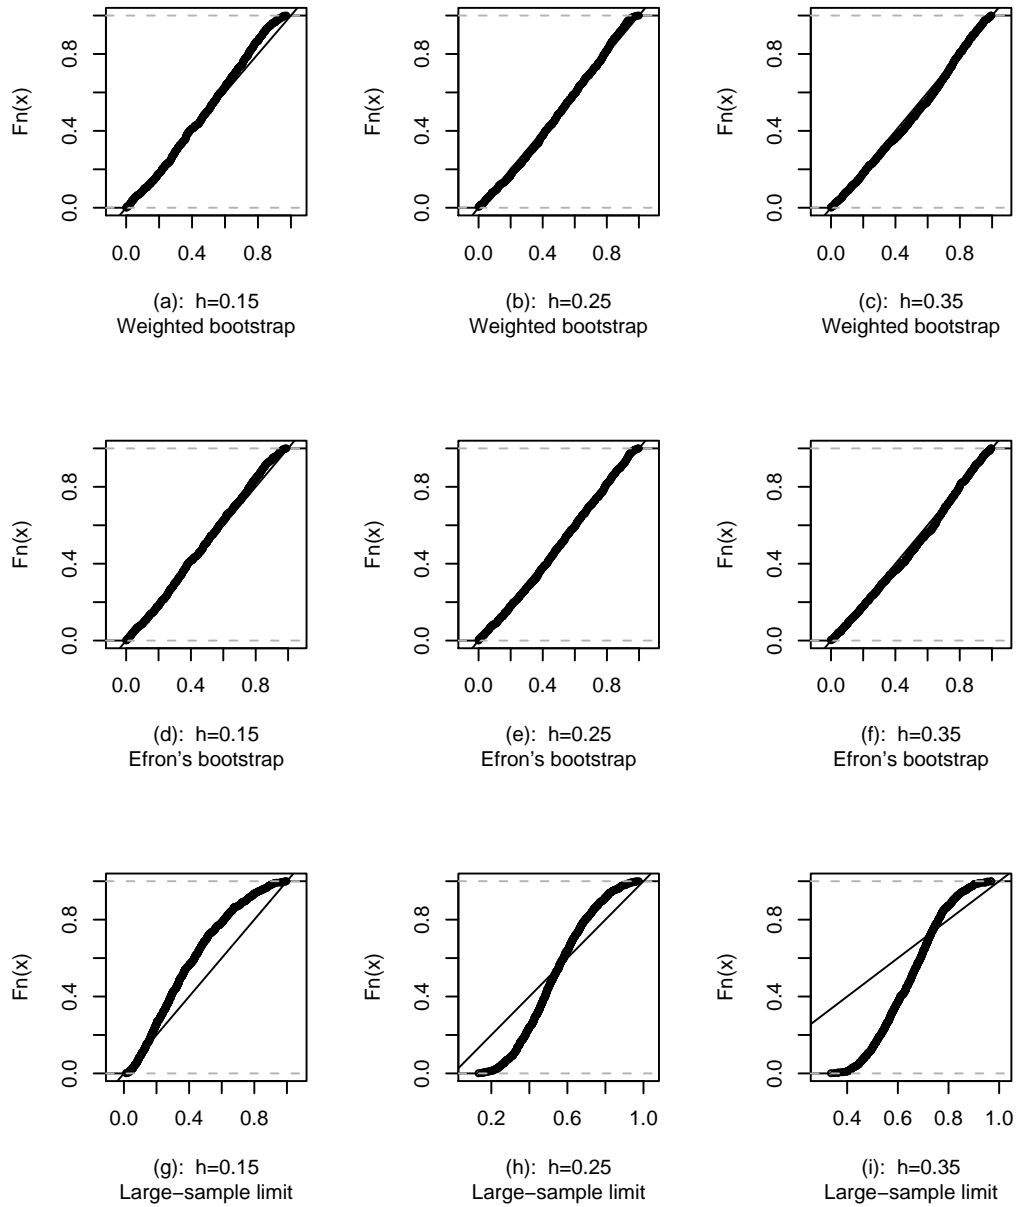 Fn(x)
0.0 0.4 0.8
0.0 0.4 0.8
(a): h=0.15
Weighted bootstrap
Fn(x)
0.0 0.4 0.8
0.0 0.4 0.8
(b): h=0.25
Weighted bootstrap
Fn(x)
0.0 0.4 0.8
0.0 0.4 0.8
(c): h=0.35
Weighted bootstrap
Fn(x)
0.0 0.4 0.8
0.0 0.4 0.8
(d): h=0.15
Efron's bootstrap
Fn(x)
0.0 0.4 0.8
0.0 0.4 0.8
(e): h=0.25
Efron's bootstrap
Fn(x)
0.0 0.4 0.8
0.0 0.4 0.8
(f): h=0.35
Efron's bootstrap
Fn(x)
0.0 0.4 0.8
0.0 0.4 0.8
(g): h=0.15
Large−sample limit
Fn(x)
0.0 0.4 0.8
0.2 0.6 1.0
(h): h=0.25
Large−sample limit
Fn(x)
0.0 0.4 0.8
0.4 0.6 0.8 1.0
(i): h=0.35
Large−sample limit